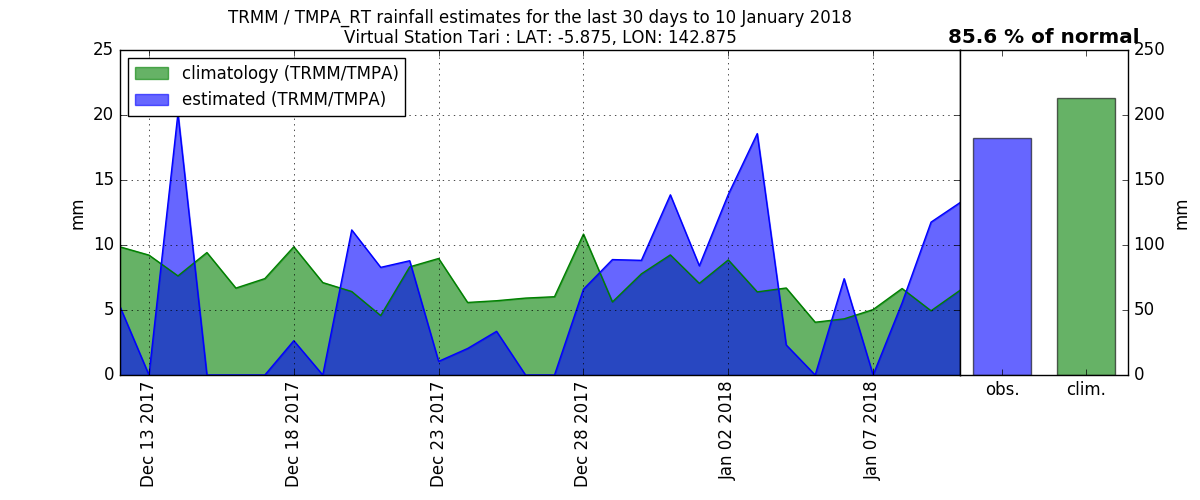 TRMM / TMPA_RT rainfall estimates for the last 30 days to 10 January 2018
Virtual Station Tari : LAT: -5.875, LON: 142.875
85.6 % of normal
climatology (TRMM/TMPA)
estimated (TRMM/TMPA)
25
20
15
10
5
0
mm
Dec 13 2017
Dec 18 2017
Dec 23 2017
Dec 28 2017
Jan 02 2018
Jan 07 2018
250
200
150
100
50
0
mm
obs.
clim.